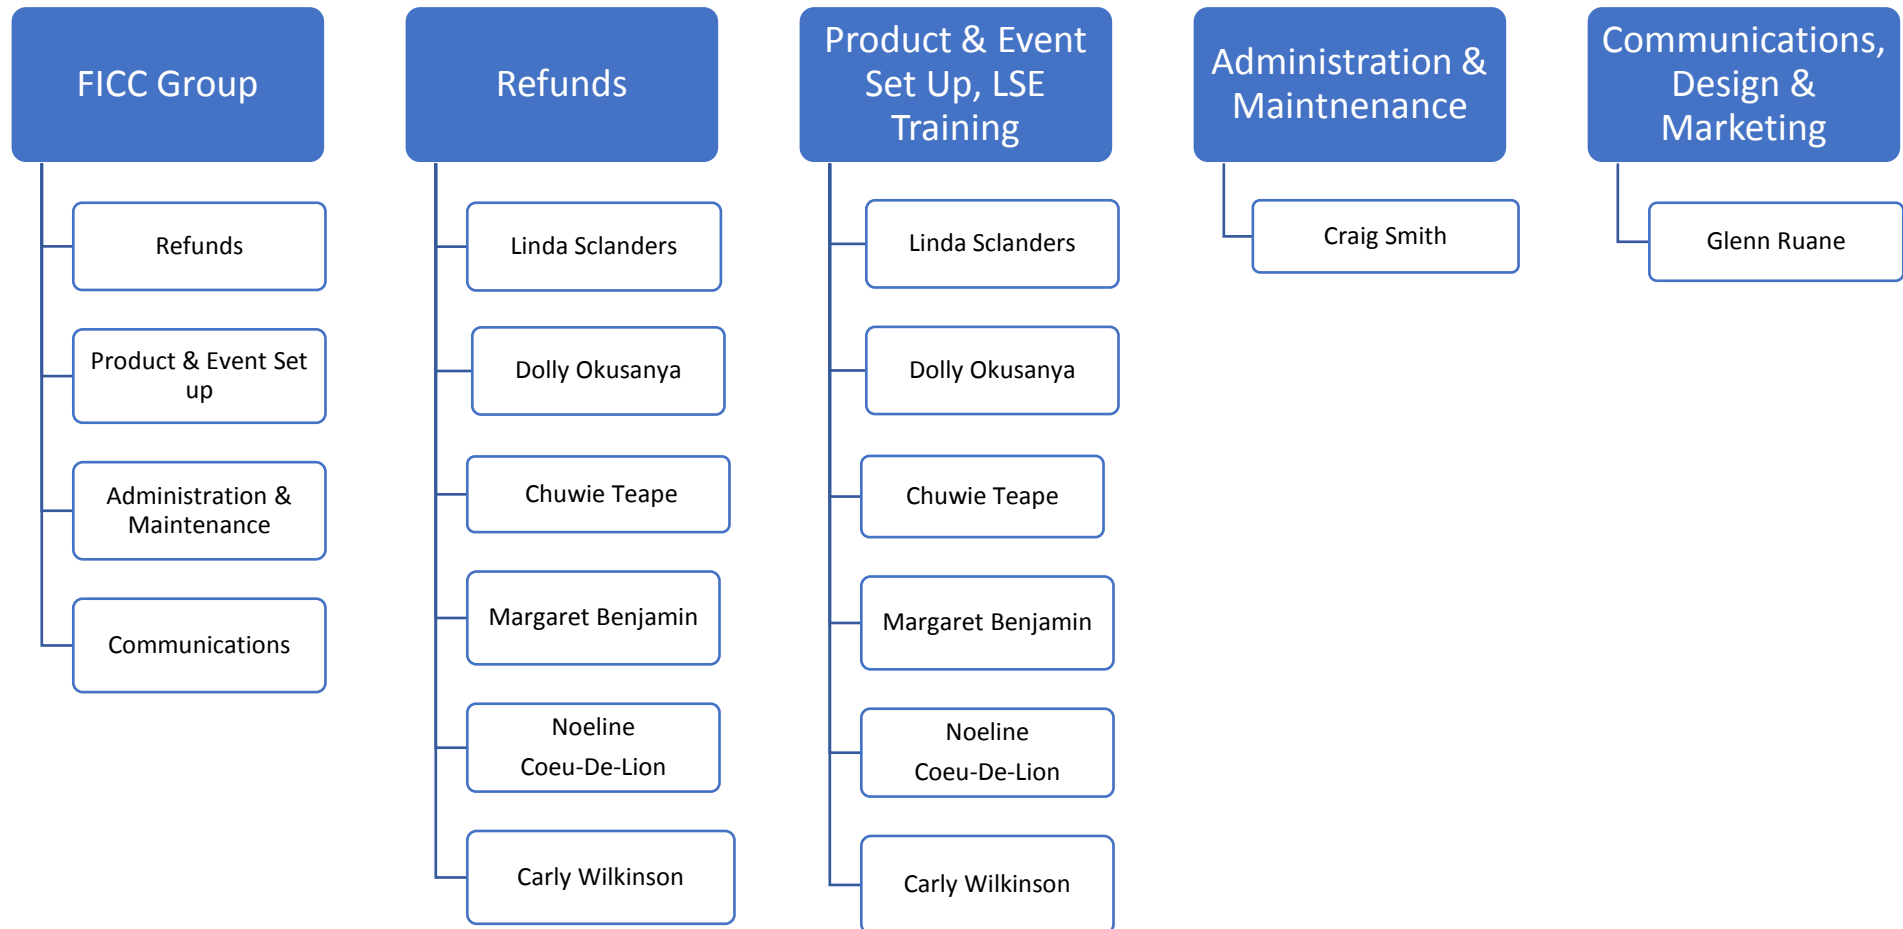 FICC Group
Refunds
Product & Event Set
up
Administration &
Maintenance
Communications
Refunds
Linda Sclanders
Dolly Okusanya
Chuwie Teape
Margaret Benjamin
Noeline
Coeu-De-Lion
Carly Wilkinson
Product & Event
Set Up, LSE
Training
Linda Sclanders
Dolly Okusanya
Chuwie Teape
Margaret Benjamin
Noeline
Coeu-De-Lion
Carly Wilkinson
Administration &
Maintnenance
Craig Smith
Communications,
Design &
Marketing
Glenn Ruane